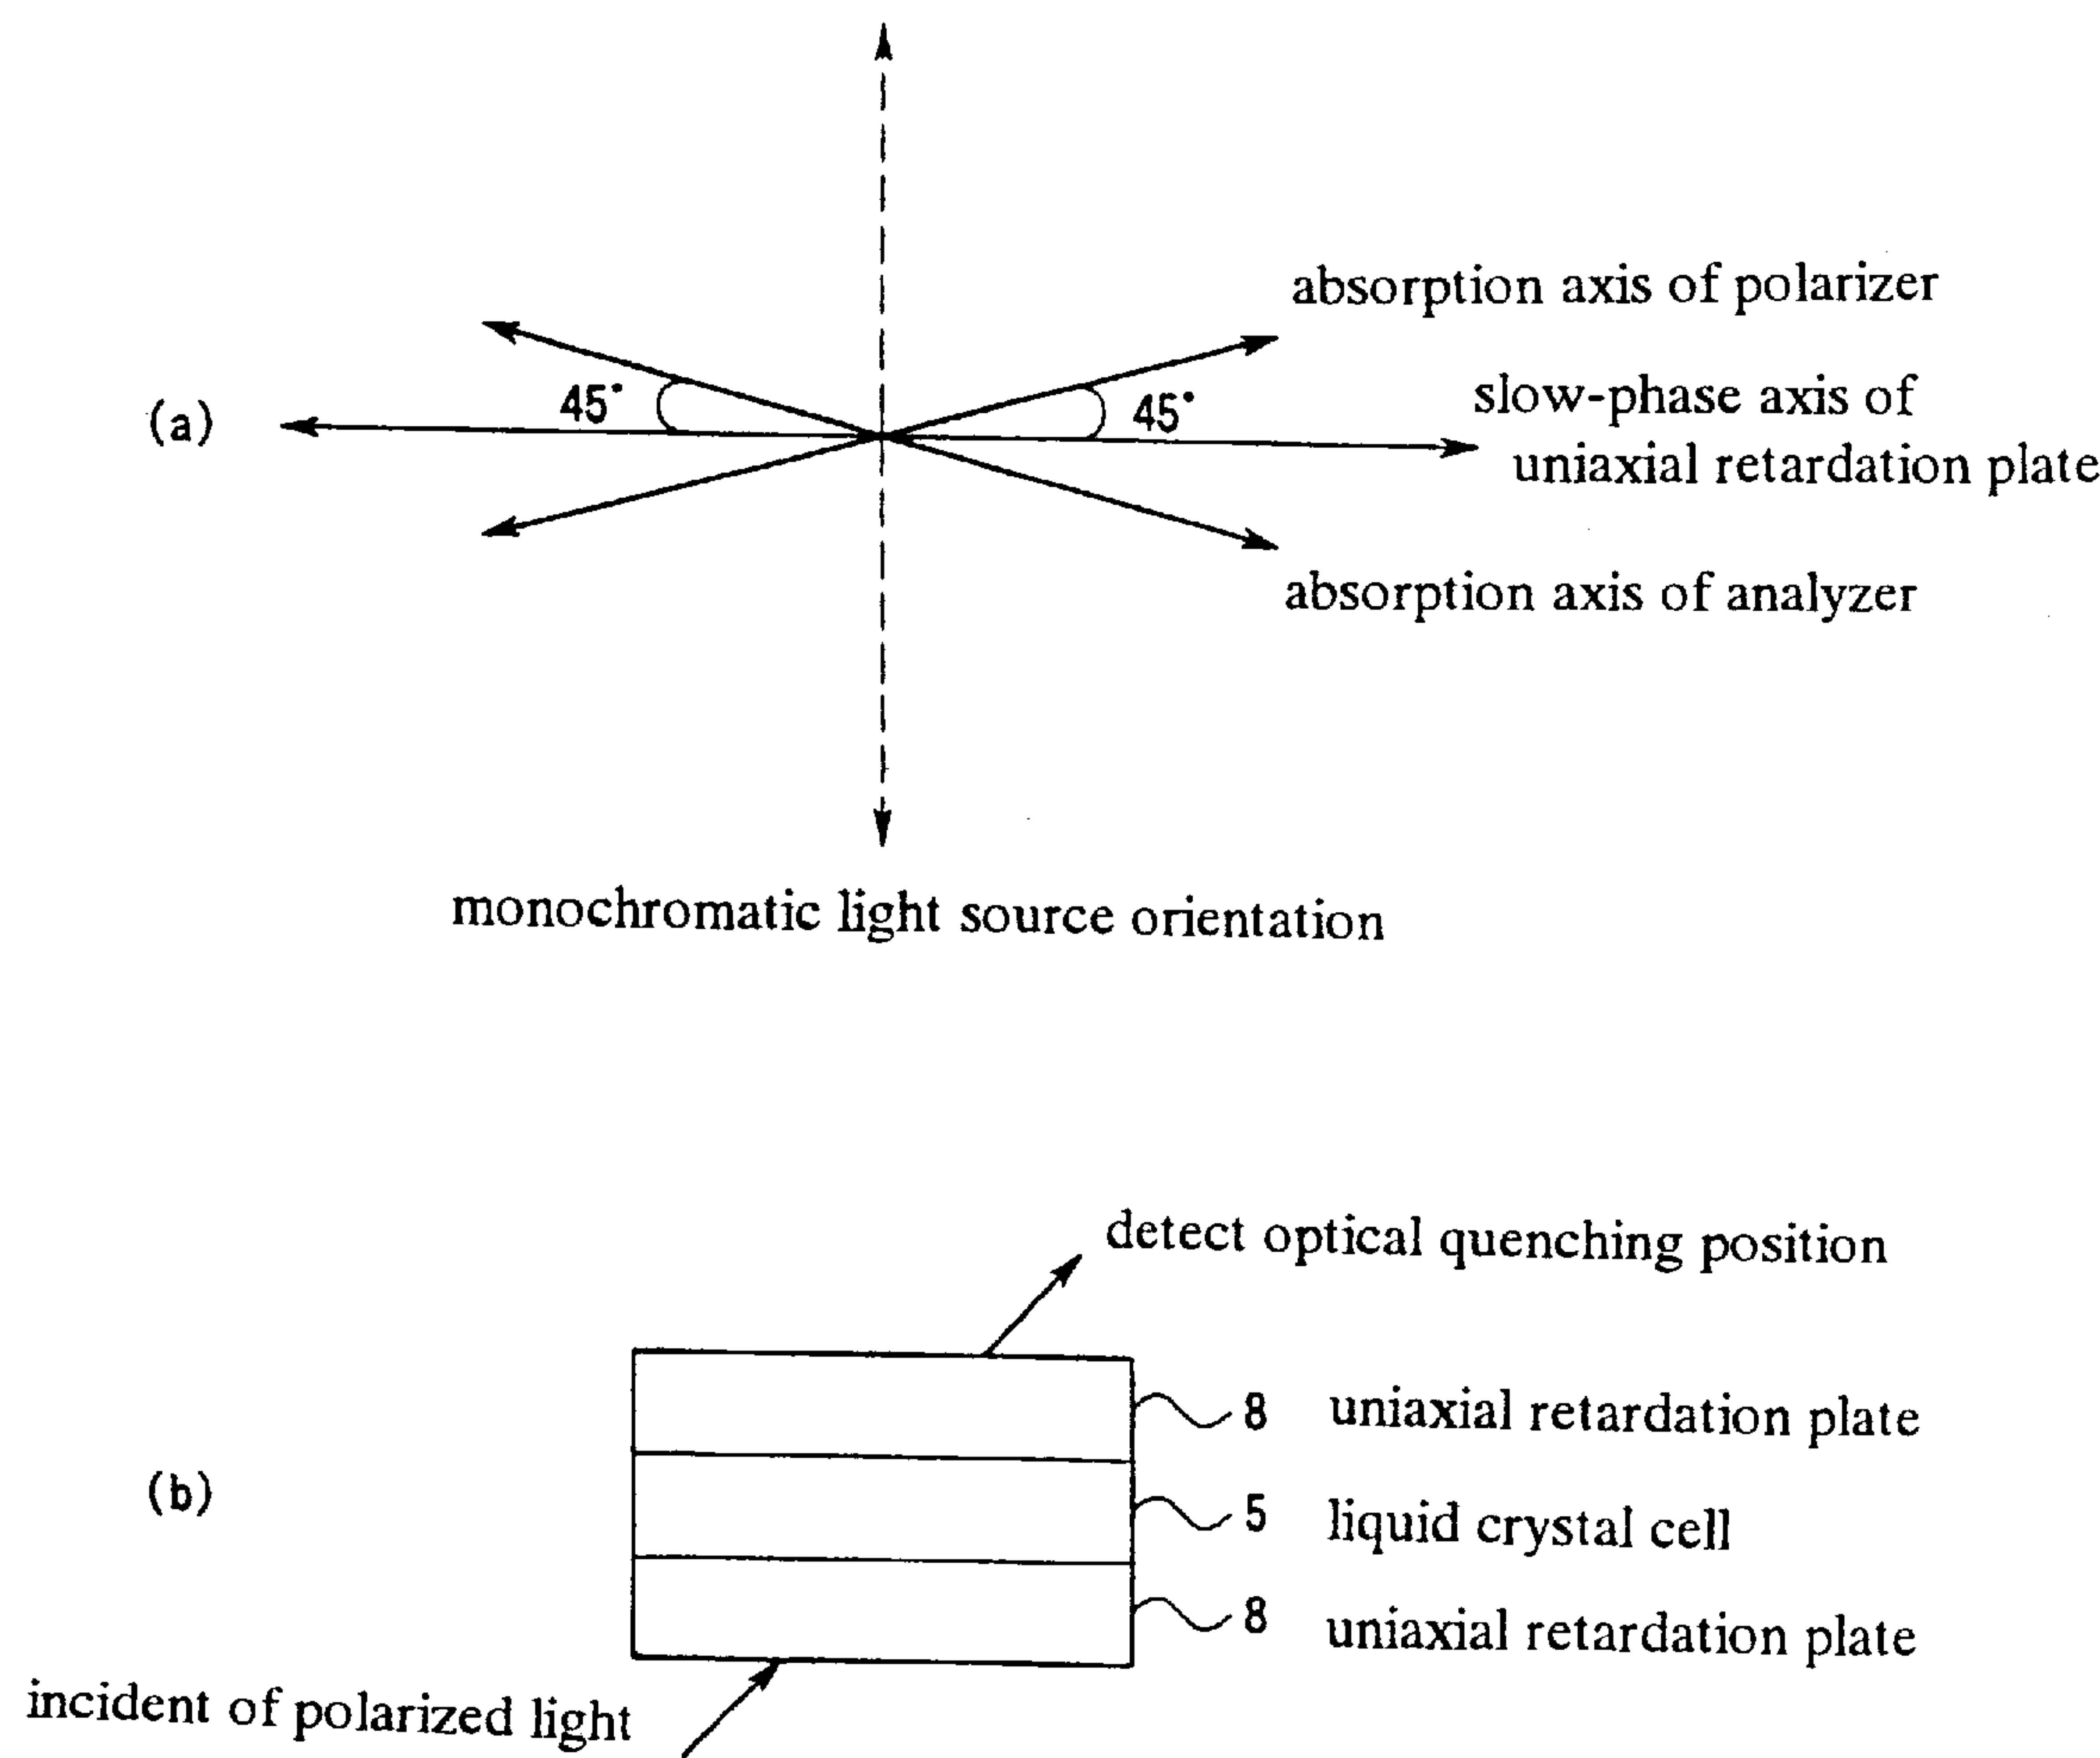 absorption axis of polarizer
(a)
45°
45°
slow-phase axis of
uniaxial retardation plate
absorption axis of analyzer
monochromatic light source orientation
detect optical quenching position
8 uniaxial retardation plate
(b)
5 liquid crystal cell
8 uniaxial retardation plate
incident of polarized light